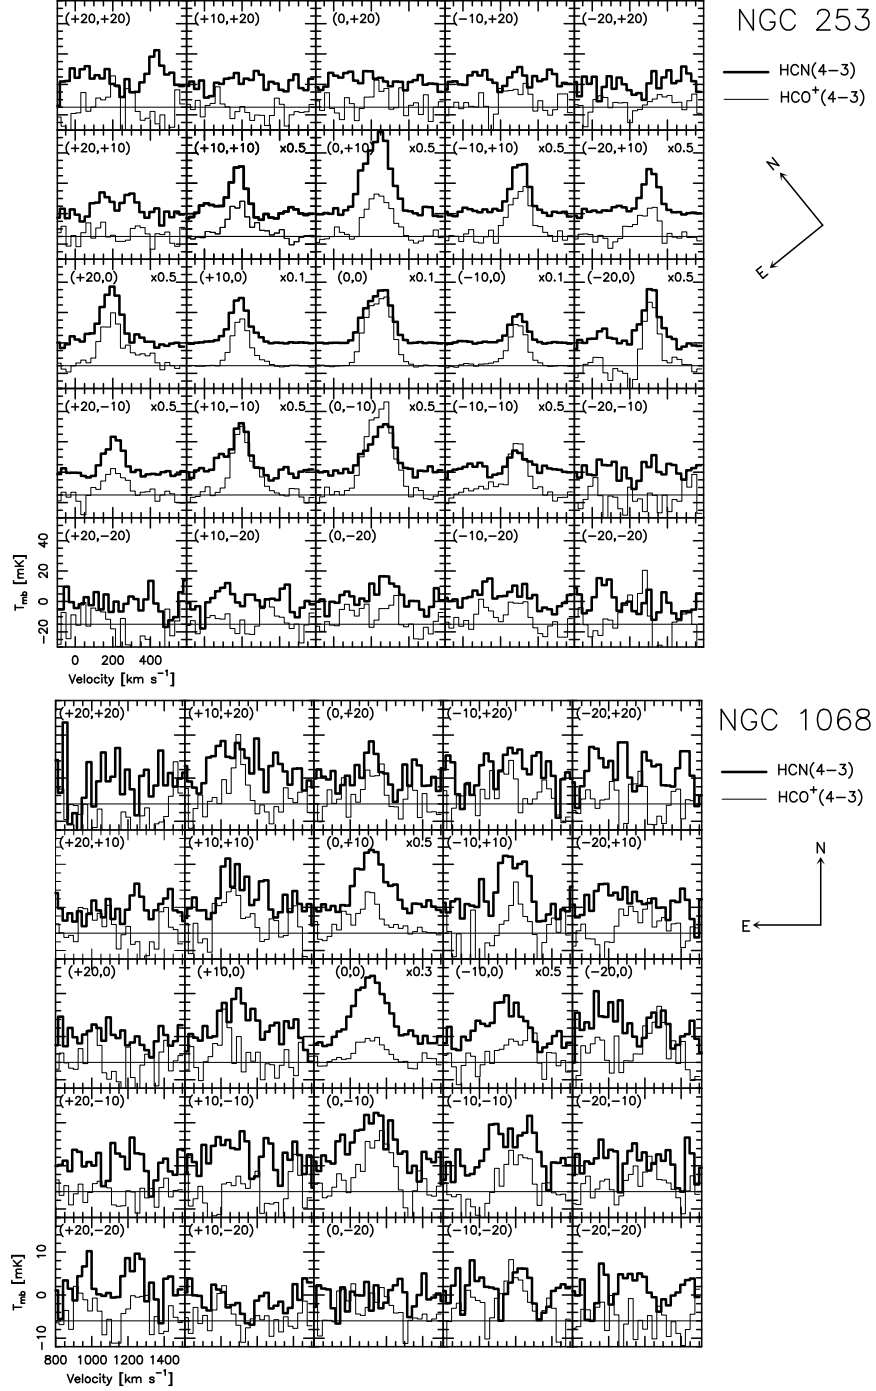 NGC 253
HCN(4−3)
HCO+(4−3)
N
E
(+20,+20) (+10,+20) (0,+20) (−10,+20) (−20,+20)
(+20,+10) (+10,+10) x0.5 (0,+10) x0.5 (−10,+10) x0.5 (−20,+10) x0.5
(+20,0) x0.5 (+10,0) x0.1 (0,0) x0.1 (−10,0) x0.1 (−20,0) x0.5
(+20,−10) x0.5 (+10,−10) x0.5 (0,−10) x0.5 (−10,−10) x0.5 (−20,−10)
(+20,−20) (+10,−20) (0,−20) (−10,−20) (−20,−20)
Tmb [mK]
40
20
0
−20
0 200 400
Velocity [km s−1]
NGC 1068
HCN(4−3)
HCO+(4−3)
N
E
(+20,+20) (+10,+20) (0,+20) (−10,+20) (−20,+20)
(+20,+10) (+10,+10) (0,+10) x0.5 (−10,+10) (−20,+10)
(+20,0) (+10,0) (0,0) x0.3 (−10,0) x0.5 (−20,0)
(+20,−10) (+10,−10) (0,−10) (−10,−10) (−20,−10)
(+20,−20) (+10,−20) (0,−20) (−10,−20) (−20,−20)
Tmb [mK]
10
0
−10
800 1000 1200 1400
Velocity [km s−1]